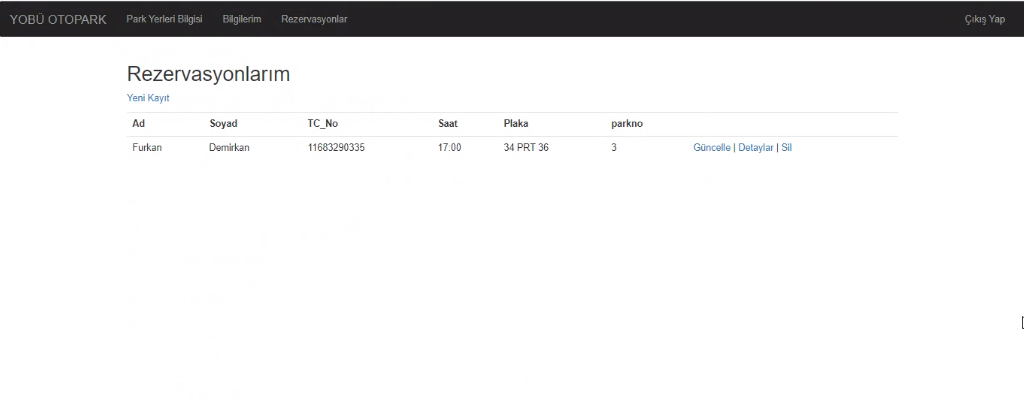 YOBÜ OTOPARK Park Yerleri Bilgisi Bilgilerim Rezervasyonlar Çıkış Yap
Rezervasyonlarım
Yeni Kayıt
Ad Soyad TC_No Saat Plaka parkno
Furkan Demirkan 11683290335 17:00 34 PRT 36 3 Güncelle | Detaylar | Sil